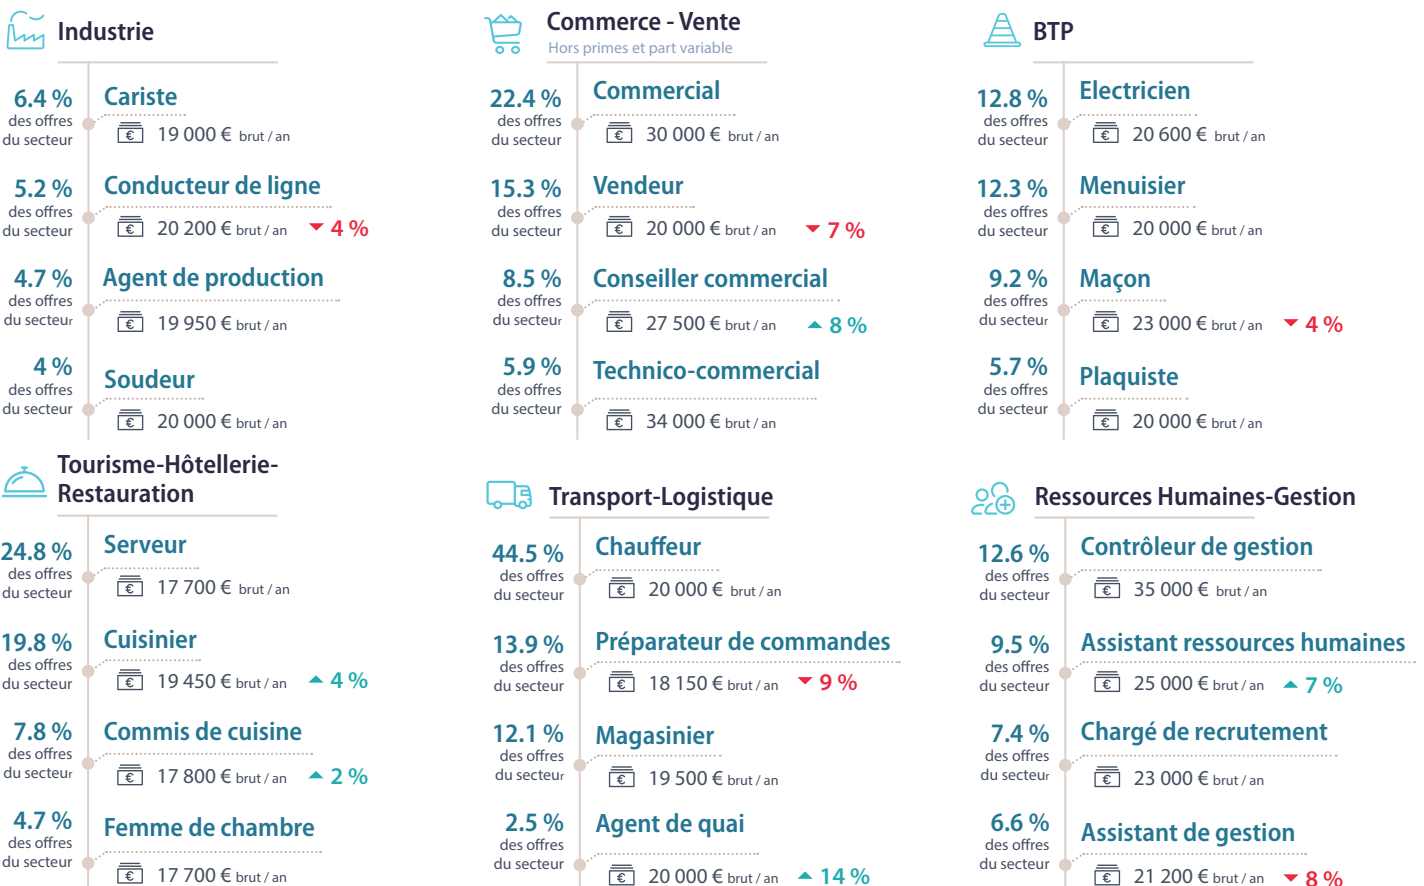 Industrie
6.4 %
des offres
du secteur
Cariste
19 000 € brut / an
5.2 %
des offres
du secteur
Conducteur de ligne
20 200 € brut / an 4 %
4.7 %
des offres
du secteur
Agent de production
19 950 € brut / an
4 %
des offres
du secteur
Soudeur
20 000 € brut / an
Commerce - Vente
Hors primes et part variable
22.4 %
des offres
du secteur
Commercial
30 000 € brut / an
15.3 %
des offres
du secteur
Vendeur
20 000 € brut / an 7 %
8.5 %
des offres
du secteur
Conseiller commercial
27 500 € brut / an 8 %
5.9 %
des offres
du secteur
Technico-commercial
34 000 € brut / an
BTP
12.8 %
des offres
du secteur
Electricien
20 600 € brut / an
12.3 %
des offres
du secteur
Menuisier
20 000 € brut / an
9.2 %
des offres
du secteur
Maçon
23 000 € brut / an 4 %
5.7 %
des offres
du secteur
Plaquiste
20 000 € brut / an
Tourisme-Hôtellerie-
Restauration
24.8 %
des offres
du secteur
Serveur
17 700 € brut / an
19.8 %
des offres
du secteur
Cuisinier
19 450 € brut / an 4 %
7.8 %
des offres
du secteur
Commis de cuisine
17 800 € brut / an 2 %
4.7 %
des offres
du secteur
Femme de chambre
17 700 € brut / an
Transport-Logistique
44.5 %
des offres
du secteur
Chauffeur
20 000 € brut / an
13.9 %
des offres
du secteur
Préparateur de commandes
18 150 € brut / an 9 %
12.1 %
des offres
du secteur
Magasinier
19 500 € brut / an
2.5 %
des offres
du secteur
Agent de quai
20 000 € brut / an 14 %
Ressources Humaines-Gestion
12.6 %
des offres
du secteur
Contrôleur de gestion
35 000 € brut / an
9.5 %
des offres
du secteur
Assistant ressources humaines
25 000 € brut / an 7 %
7.4 %
des offres
du secteur
Chargé de recrutement
23 000 € brut / an
6.6 %
des offres
du secteur
Assistant de gestion
21 200 € brut / an 8 %